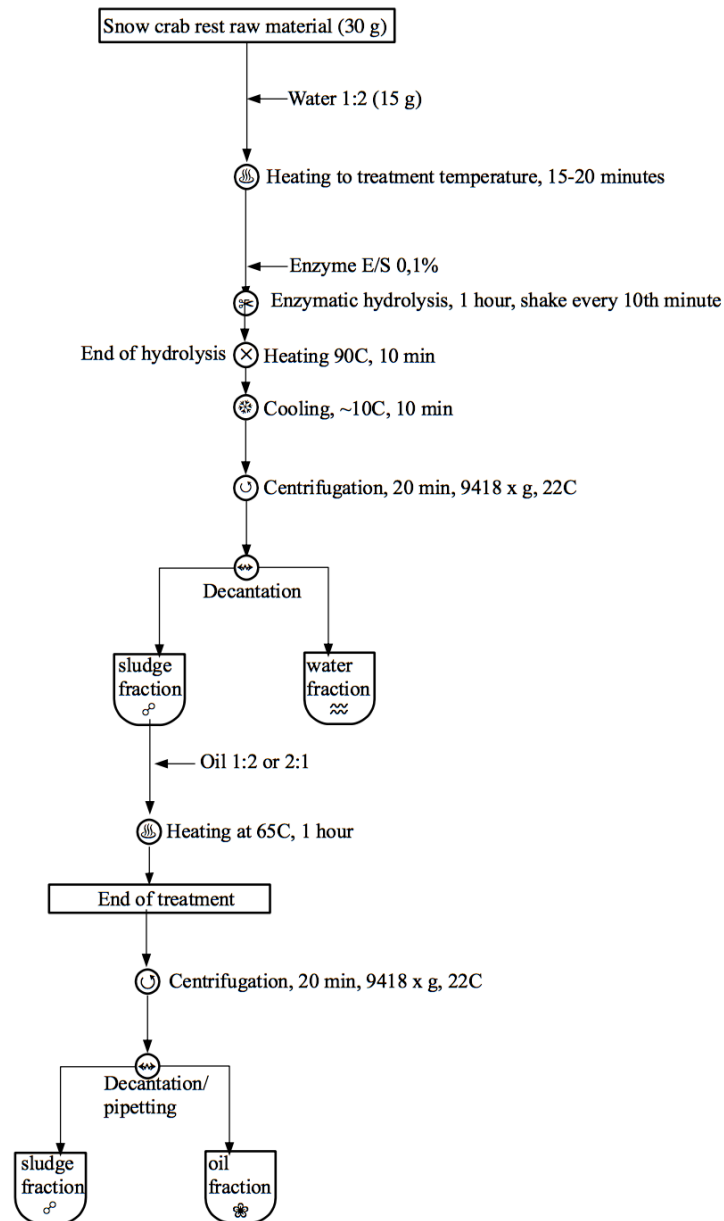 Snow crab rest raw material (30 g)
Water 1:2 (15 g)
Heating to treatment temperature, 15-20 minutes
Enzyme E/S 0,1%
Enzymatic hydrolysis, 1 hour, shake every 10th minute
End of hydrolysis
Heating 90C, 10 min
Cooling, ~10C, 10 min
Centrifugation, 20 min, 9418 x g, 22C
Decantation
sludge
fraction
water
fraction
Oil 1:2 or 2:1
Heating at 65C, 1 hour
End of treatment
Centrifugation, 20 min, 9418 x g, 22C
Decantation/
pipetting
sludge
fraction
oil
fraction